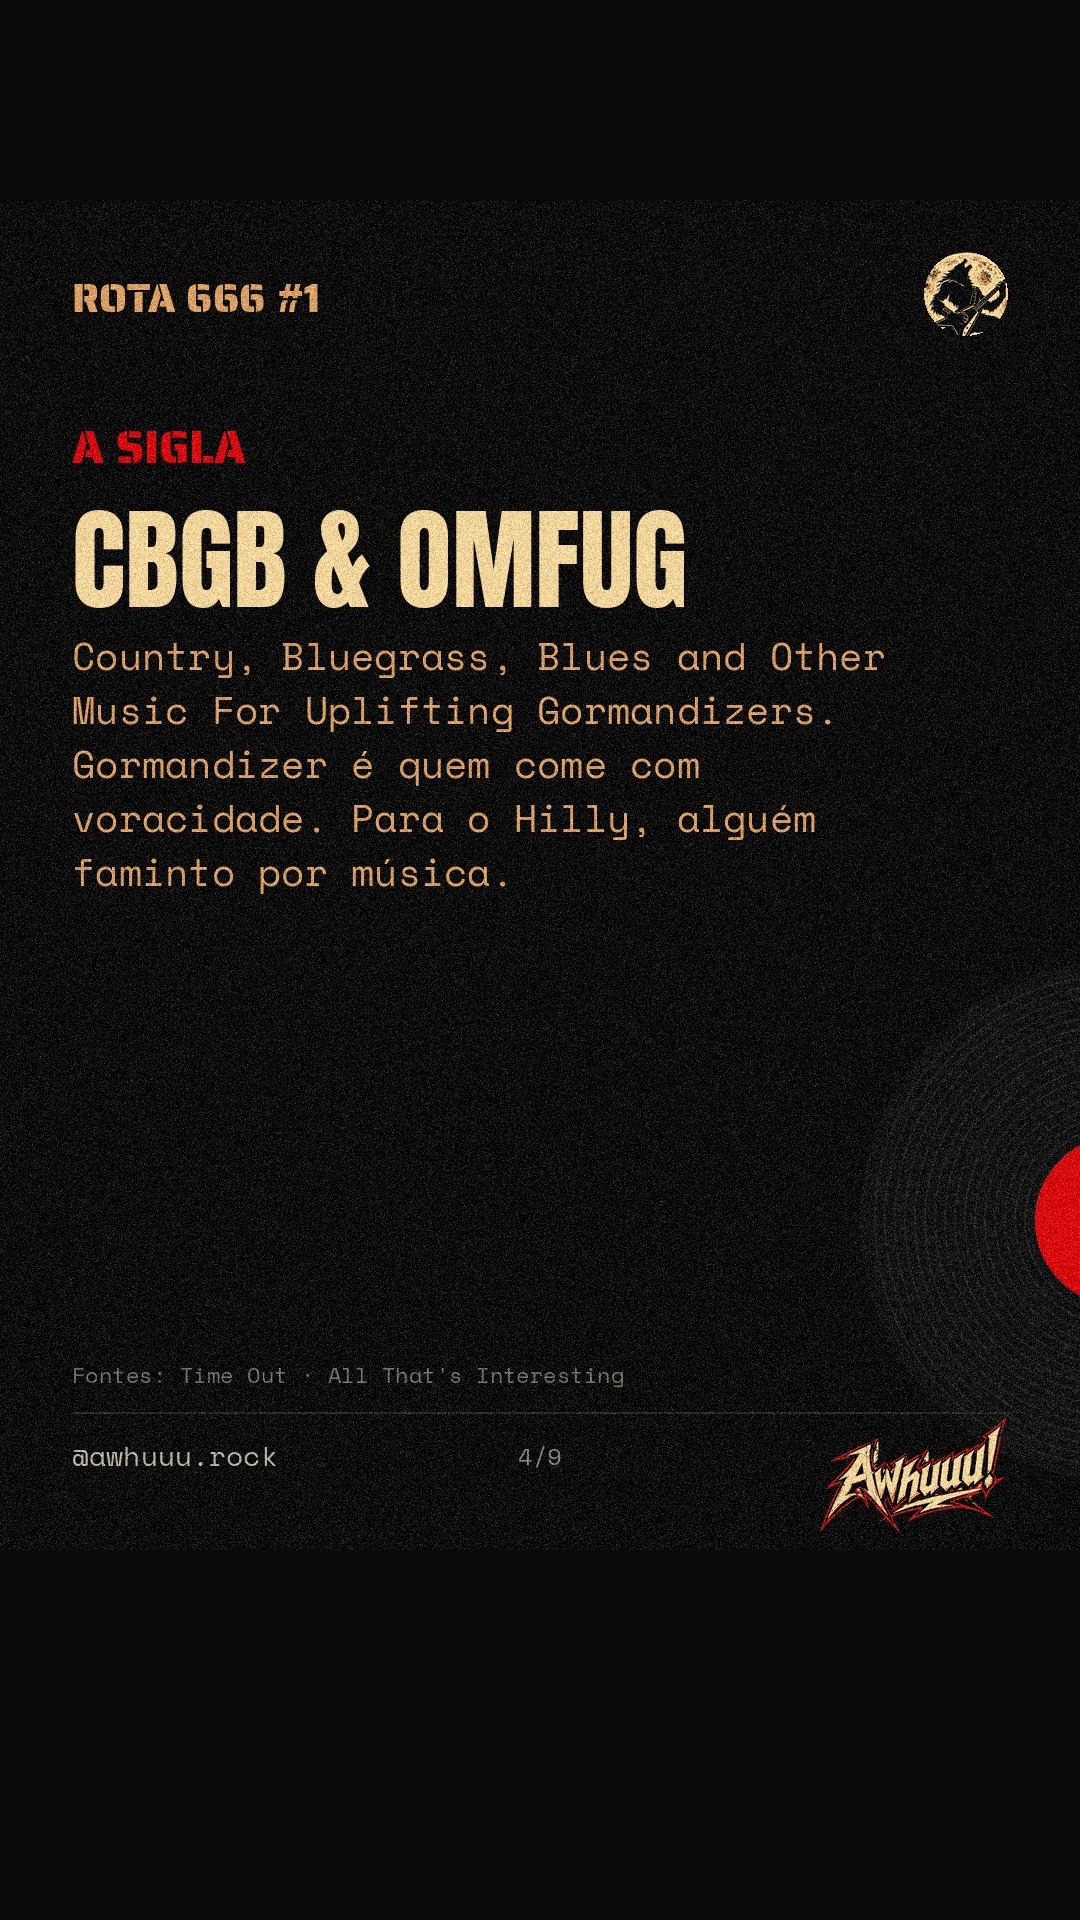 ROTA 666 #1
A SIGLA
CBGB & OMFUG
Country, Bluegrass, Blues and Other
Music For Uplifting Gormandizers.
Gormandizer é quem come com
voracidade. Para o Hilly, alguém
faminto por música.
Fontes: Time Out · All That's Interesting
@awhuuu.rock
4/9
Awhuuu!